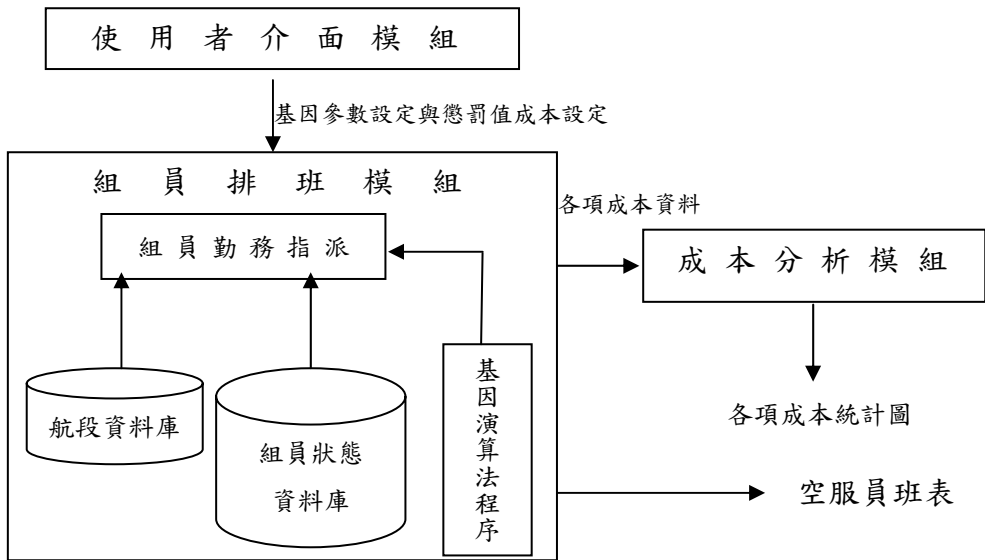 使用者介面模組
基因參數設定與懲罰值成本設定
組員排班模組
各項成本資料
組員勤務指派
成本分析模組
航段資料庫
組員狀態
資料庫
基因演算法程序
各項成本統計圖
空服員班表